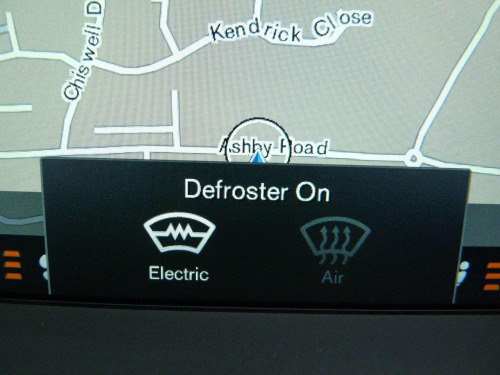 Kendrick Close
Chiswell D
Ashby Road
Defroster On
Electric
Air